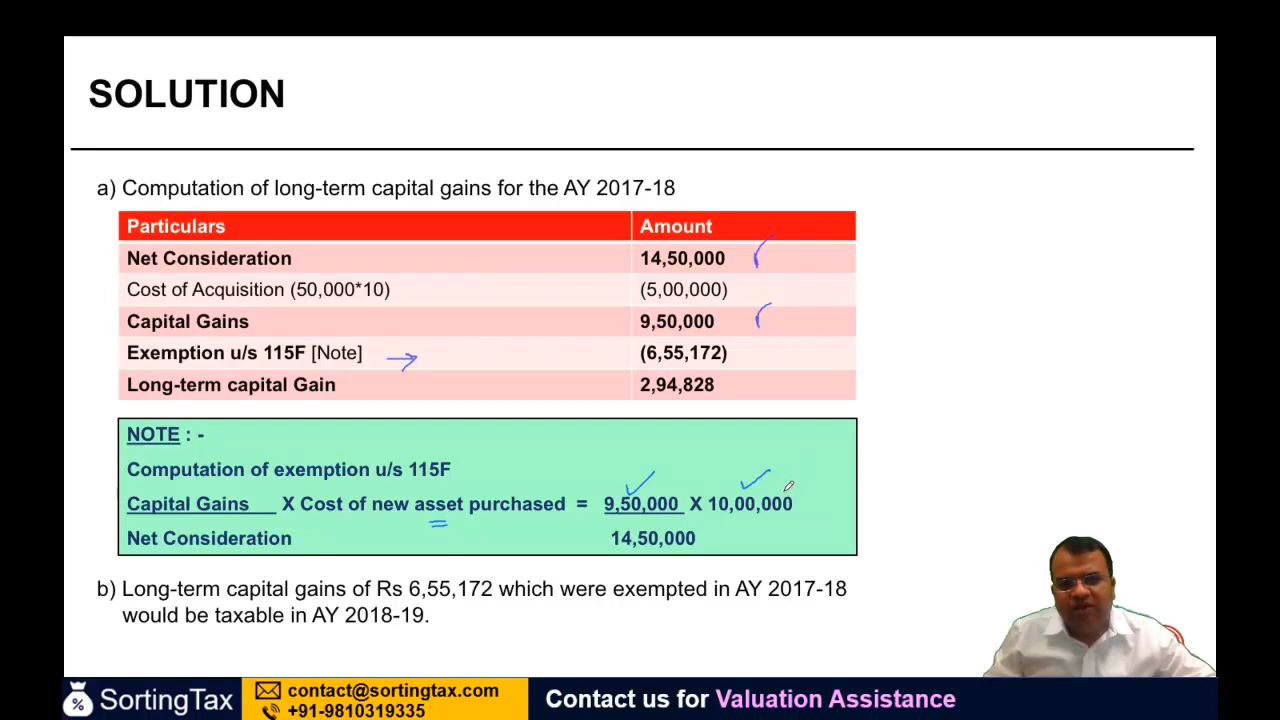 SOLUTION
a) Computation of long-term capital gains for the AY 2017-18
Particulars Amount
Net Consideration 14,50,000
Cost of Acquisition (50,000*10) (5,00,000)
Capital Gains 9,50,000
Exemption u/s 115F [Note] (6,55,172)
Long-term capital Gain 2,94,828
NOTE : -
Computation of exemption u/s 115F
Capital Gains X Cost of new asset purchased = 9,50,000 X 10,00,000
Net Consideration 14,50,000
b) Long-term capital gains of Rs 6,55,172 which were exempted in AY 2017-18
would be taxable in AY 2018-19.
% SortingTax
contact@sortingtax.com
+91-9810319335
Contact us for Valuation Assistance